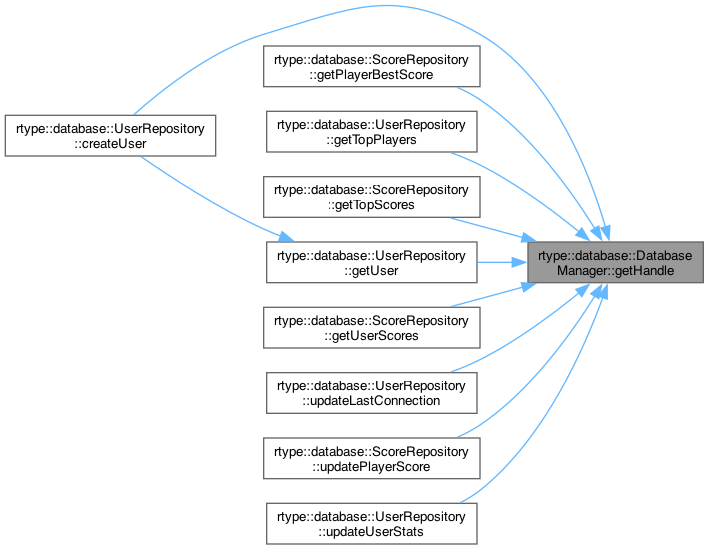 rtype::database::ScoreRepository
::getPlayerBestScore
rtype::database::UserRepository
::createUser
rtype::database::UserRepository
::getTopPlayers
rtype::database::ScoreRepository
::getTopScores
rtype::database::UserRepository
::getUser
rtype::database::Database
Manager::getHandle
rtype::database::ScoreRepository
::getUserScores
rtype::database::UserRepository
::updateLastConnection
rtype::database::ScoreRepository
::updatePlayerScore
rtype::database::UserRepository
::updateUserStats